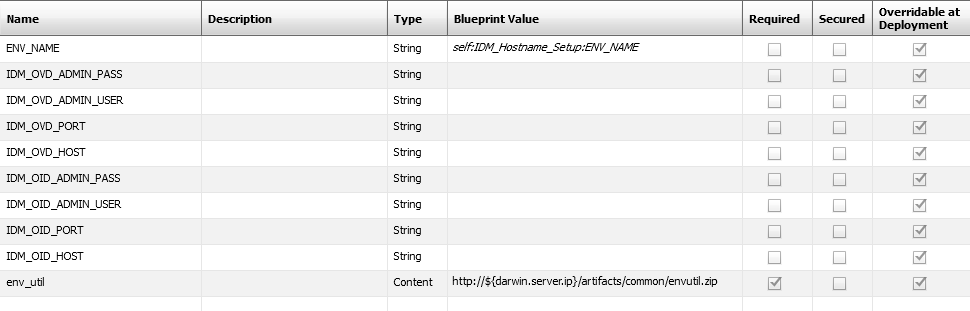 Name Description Type Blueprint Value Required Secured Overridable at Deployment
ENV_NAME String self:IDM_Hostname_Setup:ENV_NAME
IDM_OVD_ADMIN_PASS String
IDM_OVD_ADMIN_USER String
IDM_OVD_PORT String
IDM_OVD_HOST String
IDM_OID_ADMIN_PASS String
IDM_OID_ADMIN_USER String
IDM_OID_PORT String
IDM_OID_HOST String
env_util Content http://${darwin.server.ip}/artifacts/common/envutil.zip